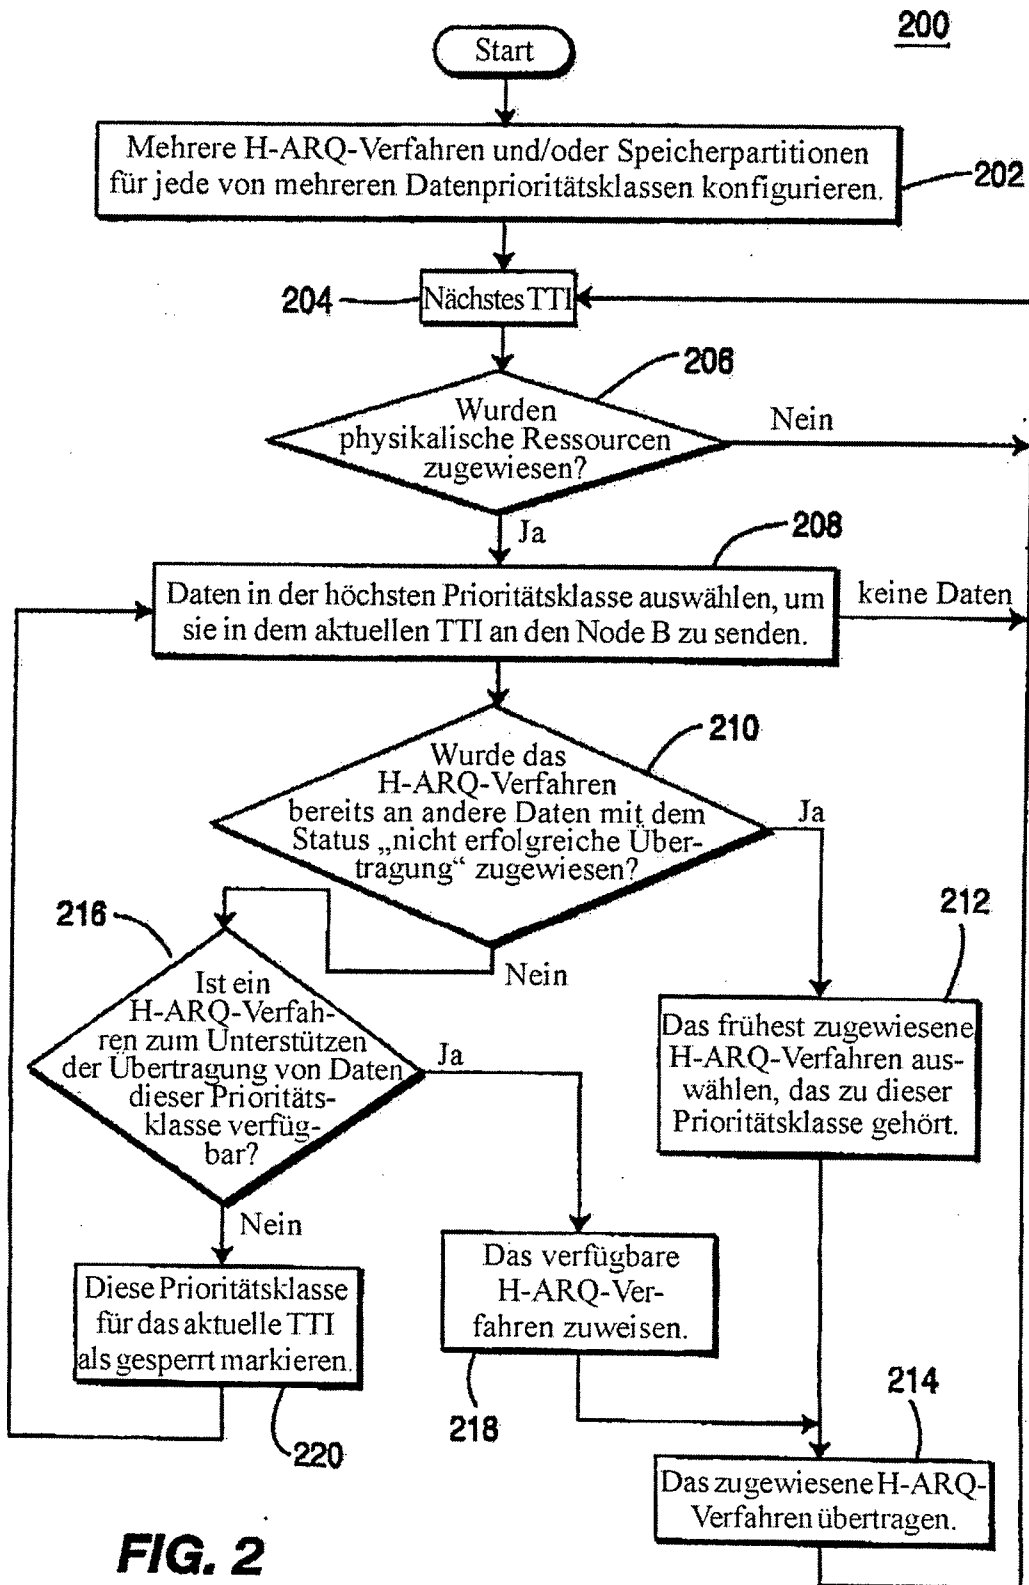 200
Start
Mehrere H-ARQ-Verfahren und/oder Speicherpartitionen
für jede von mehreren Datenprioritätsklassen konfigurieren.
202
204
Nächstes TTI
206
Wurden
physikalische Ressourcen
zugewiesen?
Nein
Ja
208
Daten in der höchsten Prioritätsklasse auswählen, um
sie in dem aktuellen TTI an den Node B zu senden.
keine Daten
210
Wurde das
H-ARQ-Verfahren
bereits an andere Daten mit dem
Status „nicht erfolgreiche Über-
tragung“ zugewiesen?
Ja
Nein
216
Ist ein
H-ARQ-Verfah-
ren zum Unterstützen
der Übertragung von Daten
dieser Prioritäts-
klasse verfüg-
bar?
Ja
Nein
212
Das frühest zugewiesene
H-ARQ-Verfahren aus-
wählen, das zu dieser
Prioritätsklasse gehört.
Das verfügbare
H-ARQ-Ver-
fahren zuweisen.
218
Diese Prioritätsklasse
für das aktuelle TTI
als gesperrt markieren.
220
214
Das zugewiesene H-ARQ-
Verfahren übertragen.
FIG. 2